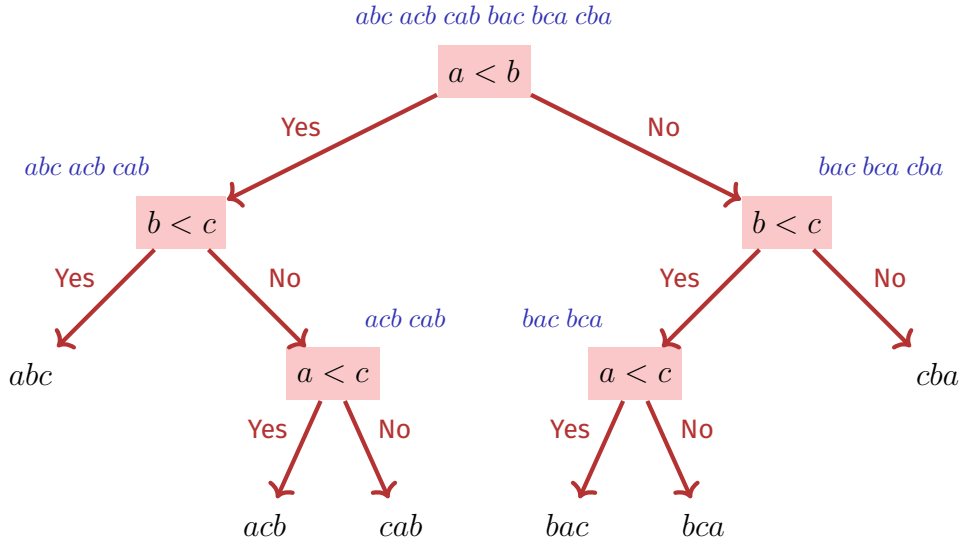 abc acb cab bac bca cba
a < b
Yes No
abc acb cab bac bca cba
b < c b < c
Yes No Yes No
acb cab bac bca
abc a < c a < c cba
Yes No Yes No
acb cab bac bca